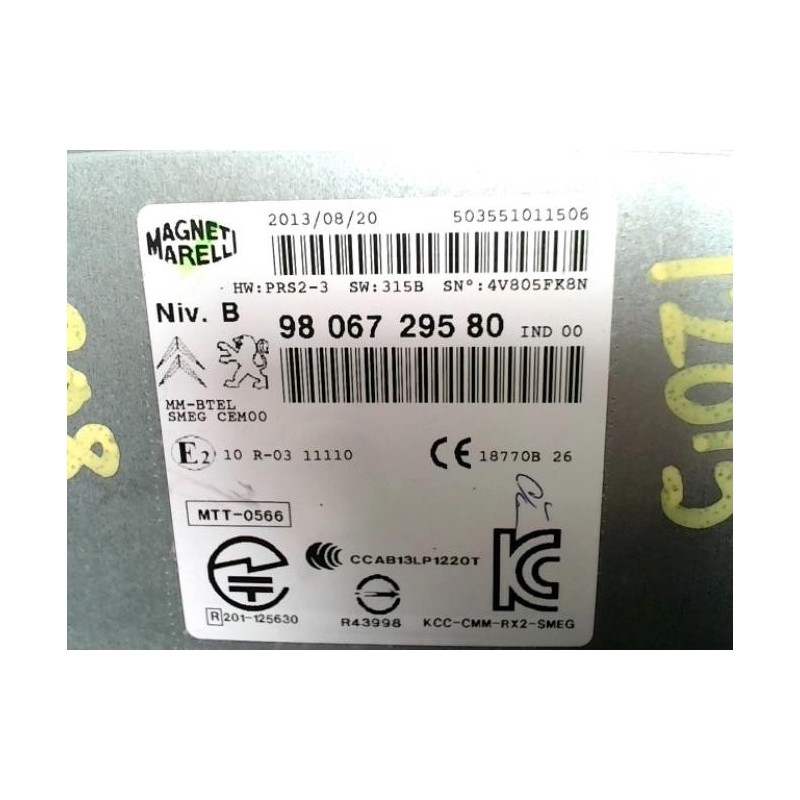 MAGNETI
MARELLI
2013/08/20 503551011506
HW:PRS2-3 SW:315B SN°:4V805FK8N
Niv. B 98 067 295 80 IND 00
MM-BTEL
SMEG CEM00
E2 10 R-03 11110 CE 18770B 26
MTT-0566
CCAB13LP1220T
R 201-125630 R43998 KCC-CMM-RX2-SMEG